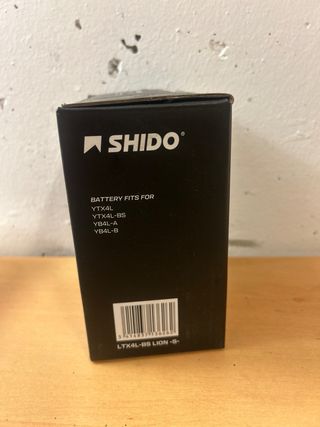 SHIDO®
BATTERY FITS FOR
YTX4L
YTX4L-BS
YB4L-A
YB4L-B
LTX4L-BS LION -S-